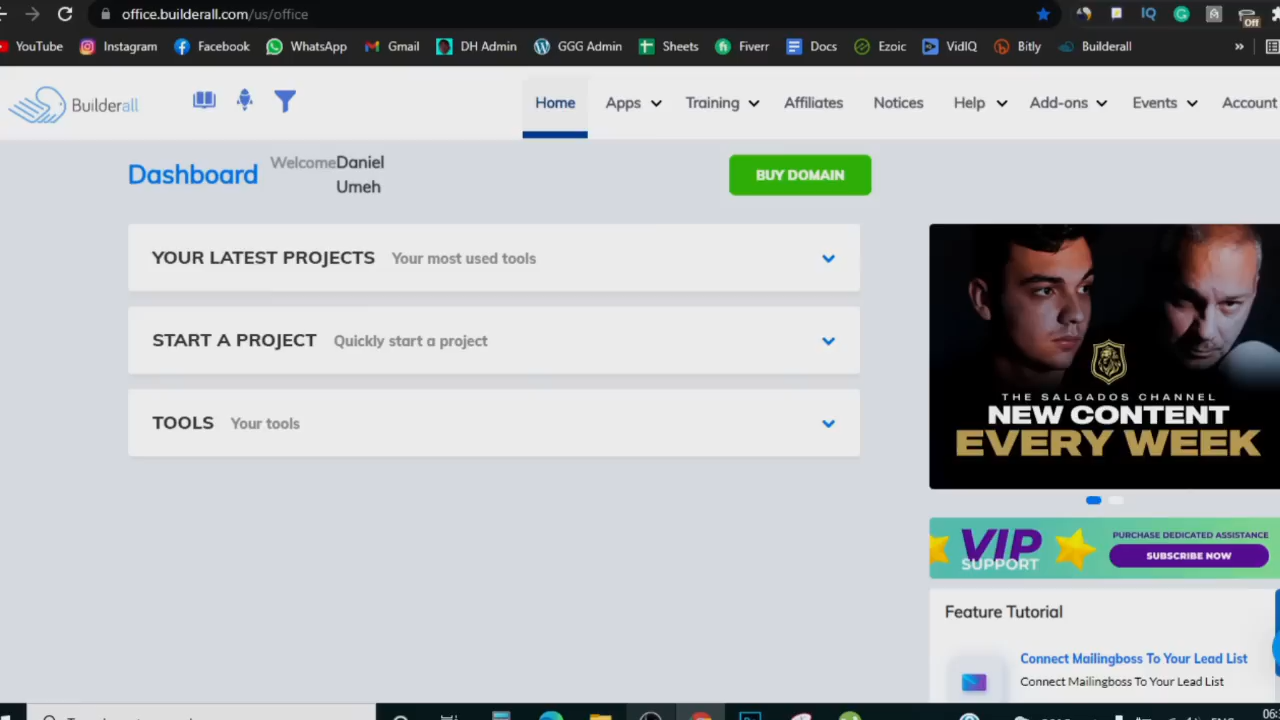 office.builderall.com/us/office
IQ
Off
YouTube Instagram Facebook WhatsApp Gmail DH Admin GGG Admin Sheets Fiverr Docs Ezoic VidIQ Bitly Builderall »
Builderall
Home Apps Training Affiliates Notices Help Add-ons Events Account
Dashboard
WelcomeDaniel
Umeh
BUY DOMAIN
YOUR LATEST PROJECTS Your most used tools
START A PROJECT Quickly start a project
TOOLS Your tools
THE SALGADOS CHANNEL
NEW CONTENT
EVERY WEEK
VIP
SUPPORT
PURCHASE DEDICATED ASSISTANCE
SUBSCRIBE NOW
Feature Tutorial
Connect Mailingboss To Your Lead List
Connect Mailingboss To Your Lead List